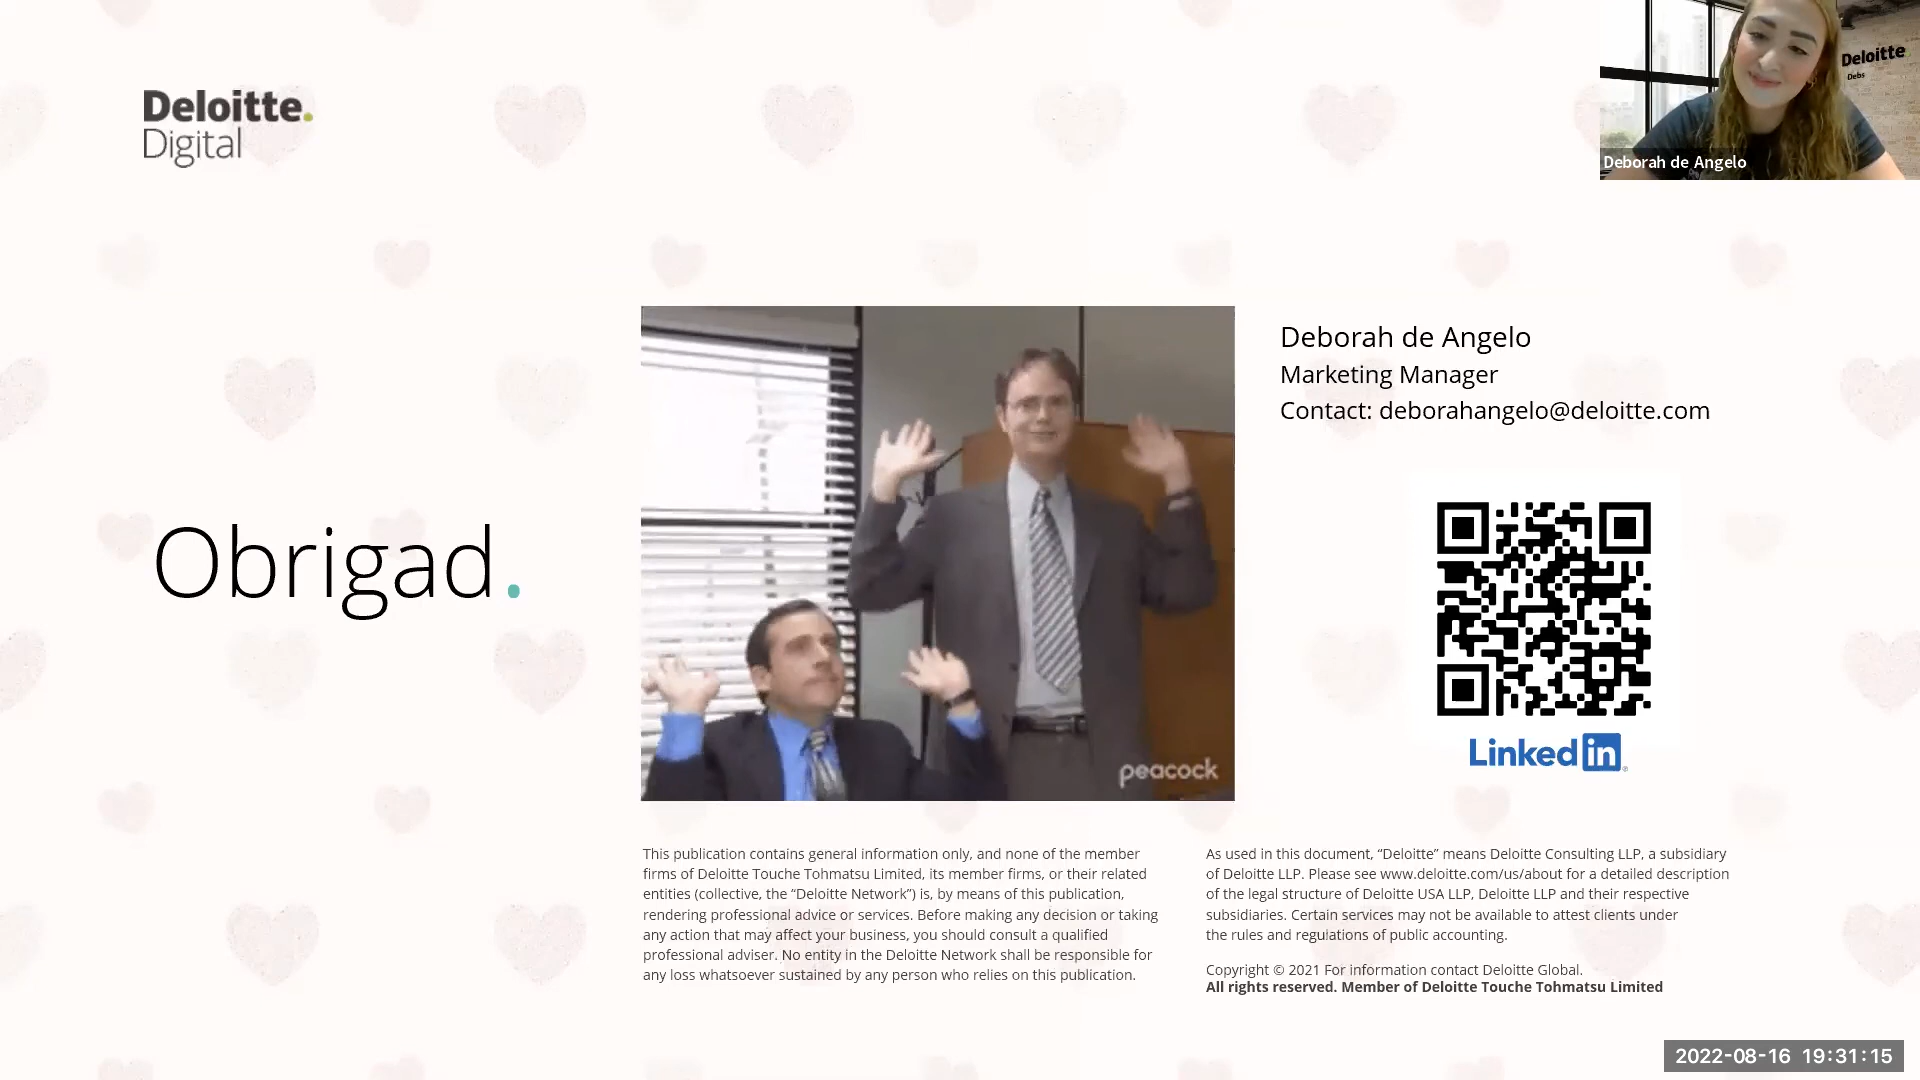 Deloitte.
Digital
Deloitte
Debs
Deborah de Angelo
Deborah de Angelo
Marketing Manager
Contact: deborahangelo@deloitte.com
Obrigad.
peacock
Linked in
This publication contains general information only, and none of the member
firms of Deloitte Touche Tohmatsu Limited, its member firms, or their related
entities (collective, the “Deloitte Network”) is, by means of this publication,
rendering professional advice or services. Before making any decision or taking
any action that may affect your business, you should consult a qualified
professional adviser. No entity in the Deloitte Network shall be responsible for
any loss whatsoever sustained by any person who relies on this publication.
As used in this document, “Deloitte” means Deloitte Consulting LLP, a subsidiary
of Deloitte LLP. Please see www.deloitte.com/us/about for a detailed description
of the legal structure of Deloitte USA LLP, Deloitte LLP and their respective
subsidiaries. Certain services may not be available to attest clients under
the rules and regulations of public accounting.
Copyright © 2021 For information contact Deloitte Global.
All rights reserved. Member of Deloitte Touche Tohmatsu Limited
2022-08-16 19:31:15